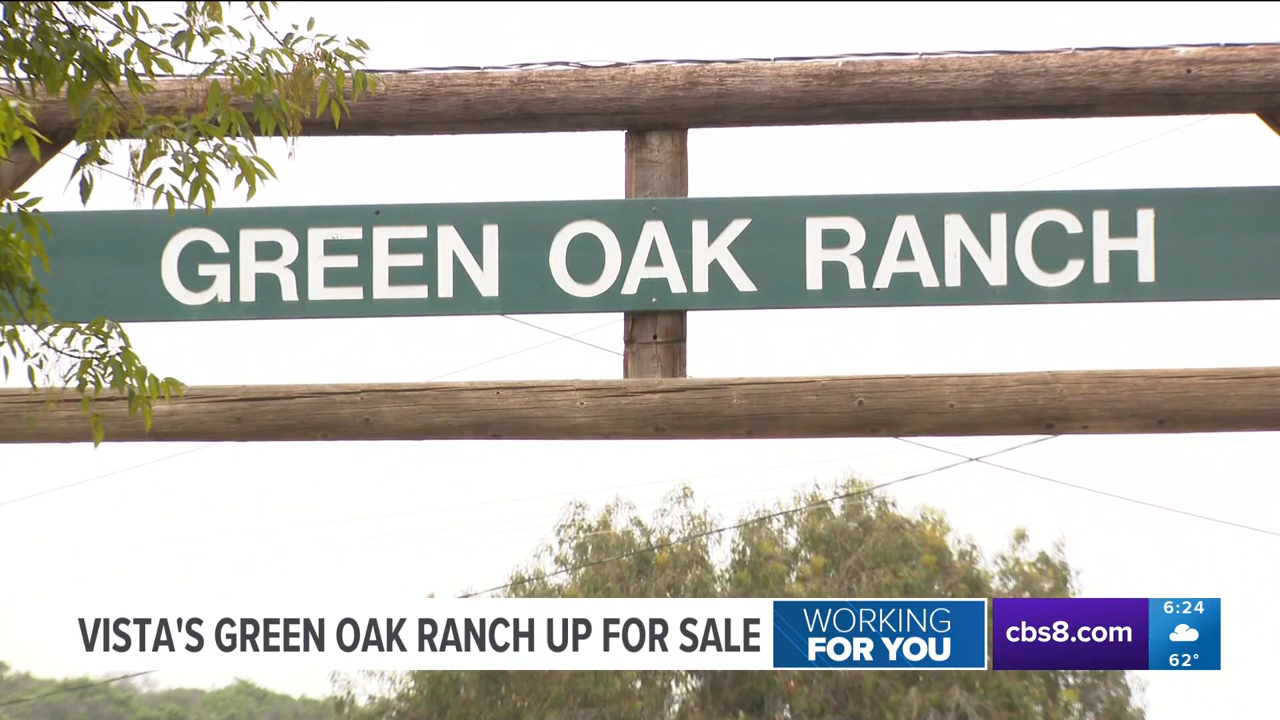 GREEN OAK RANCH
VISTA'S GREEN OAK RANCH UP FOR SALE
WORKING
FOR YOU
cbs8.com
6:24
62°